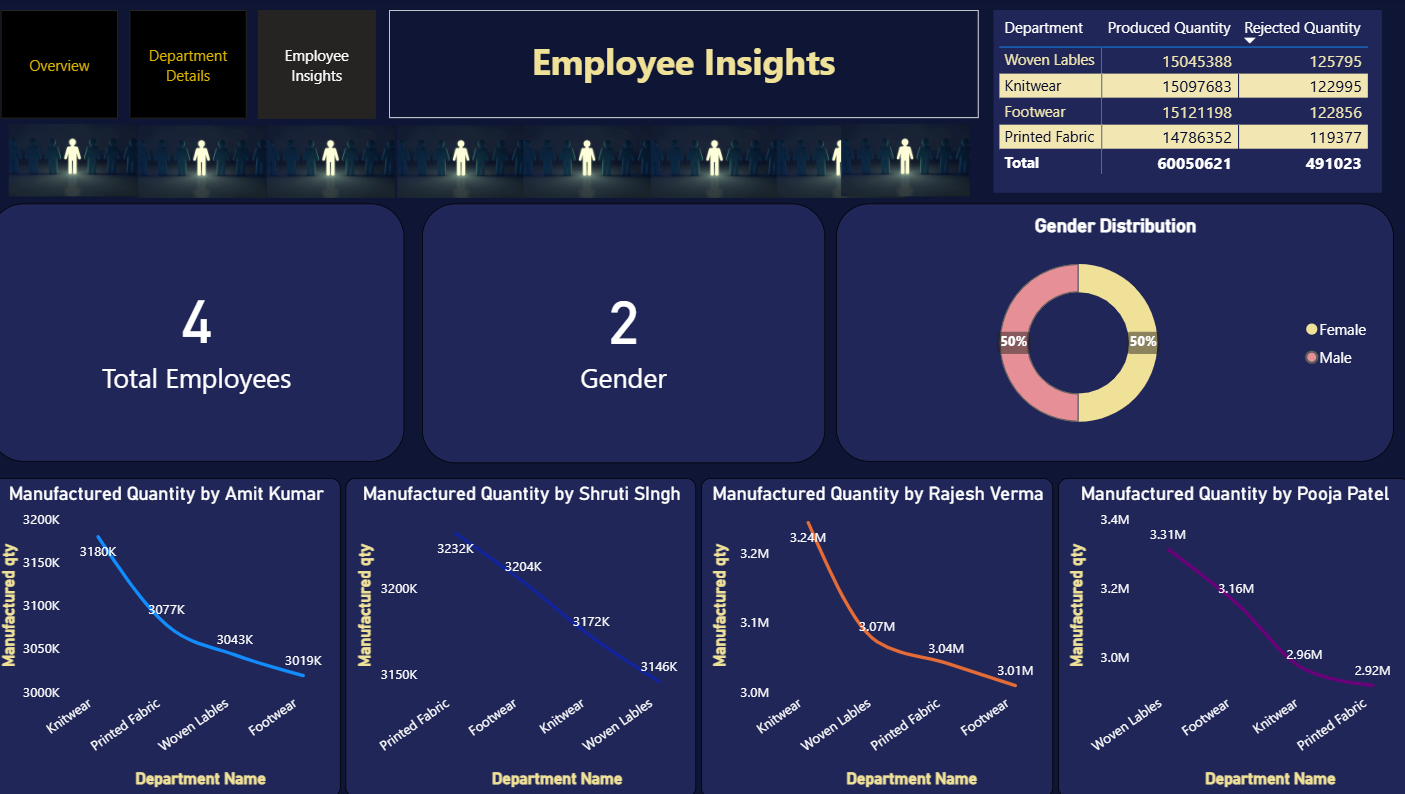 Overview
Department
Details
Employee
Insights
Employee Insights
Department Produced Quantity Rejected Quantity
Woven Lables 15045388 125795
Knitwear 15097683 122995
Footwear 15121198 122856
Printed Fabric 14786352 119377
Total 60050621 491023
4
Total Employees
2
Gender
Gender Distribution
50%
50%
Female
Male
Manufactured Quantity by Amit Kumar
Manufactured qty
3200K
3150K
3100K
3050K
3000K
3180K
3077K
3043K
3019K
Knitwear
Printed Fabric
Woven Lables
Footwear
Department Name
Manufactured Quantity by Shruti SIngh
Manufactured qty
3200K
3150K
3232K
3204K
3172K
3146K
Printed Fabric
Footwear
Knitwear
Woven Lables
Department Name
Manufactured Quantity by Rajesh Verma
Manufactured qty
3.2M
3.1M
3.0M
3.24M
3.07M
3.04M
3.01M
Knitwear
Woven Lables
Printed Fabric
Footwear
Department Name
Manufactured Quantity by Pooja Patel
Manufactured qty
3.4M
3.2M
3.0M
3.31M
3.16M
2.96M
2.92M
Woven Lables
Footwear
Knitwear
Printed Fabric
Department Name